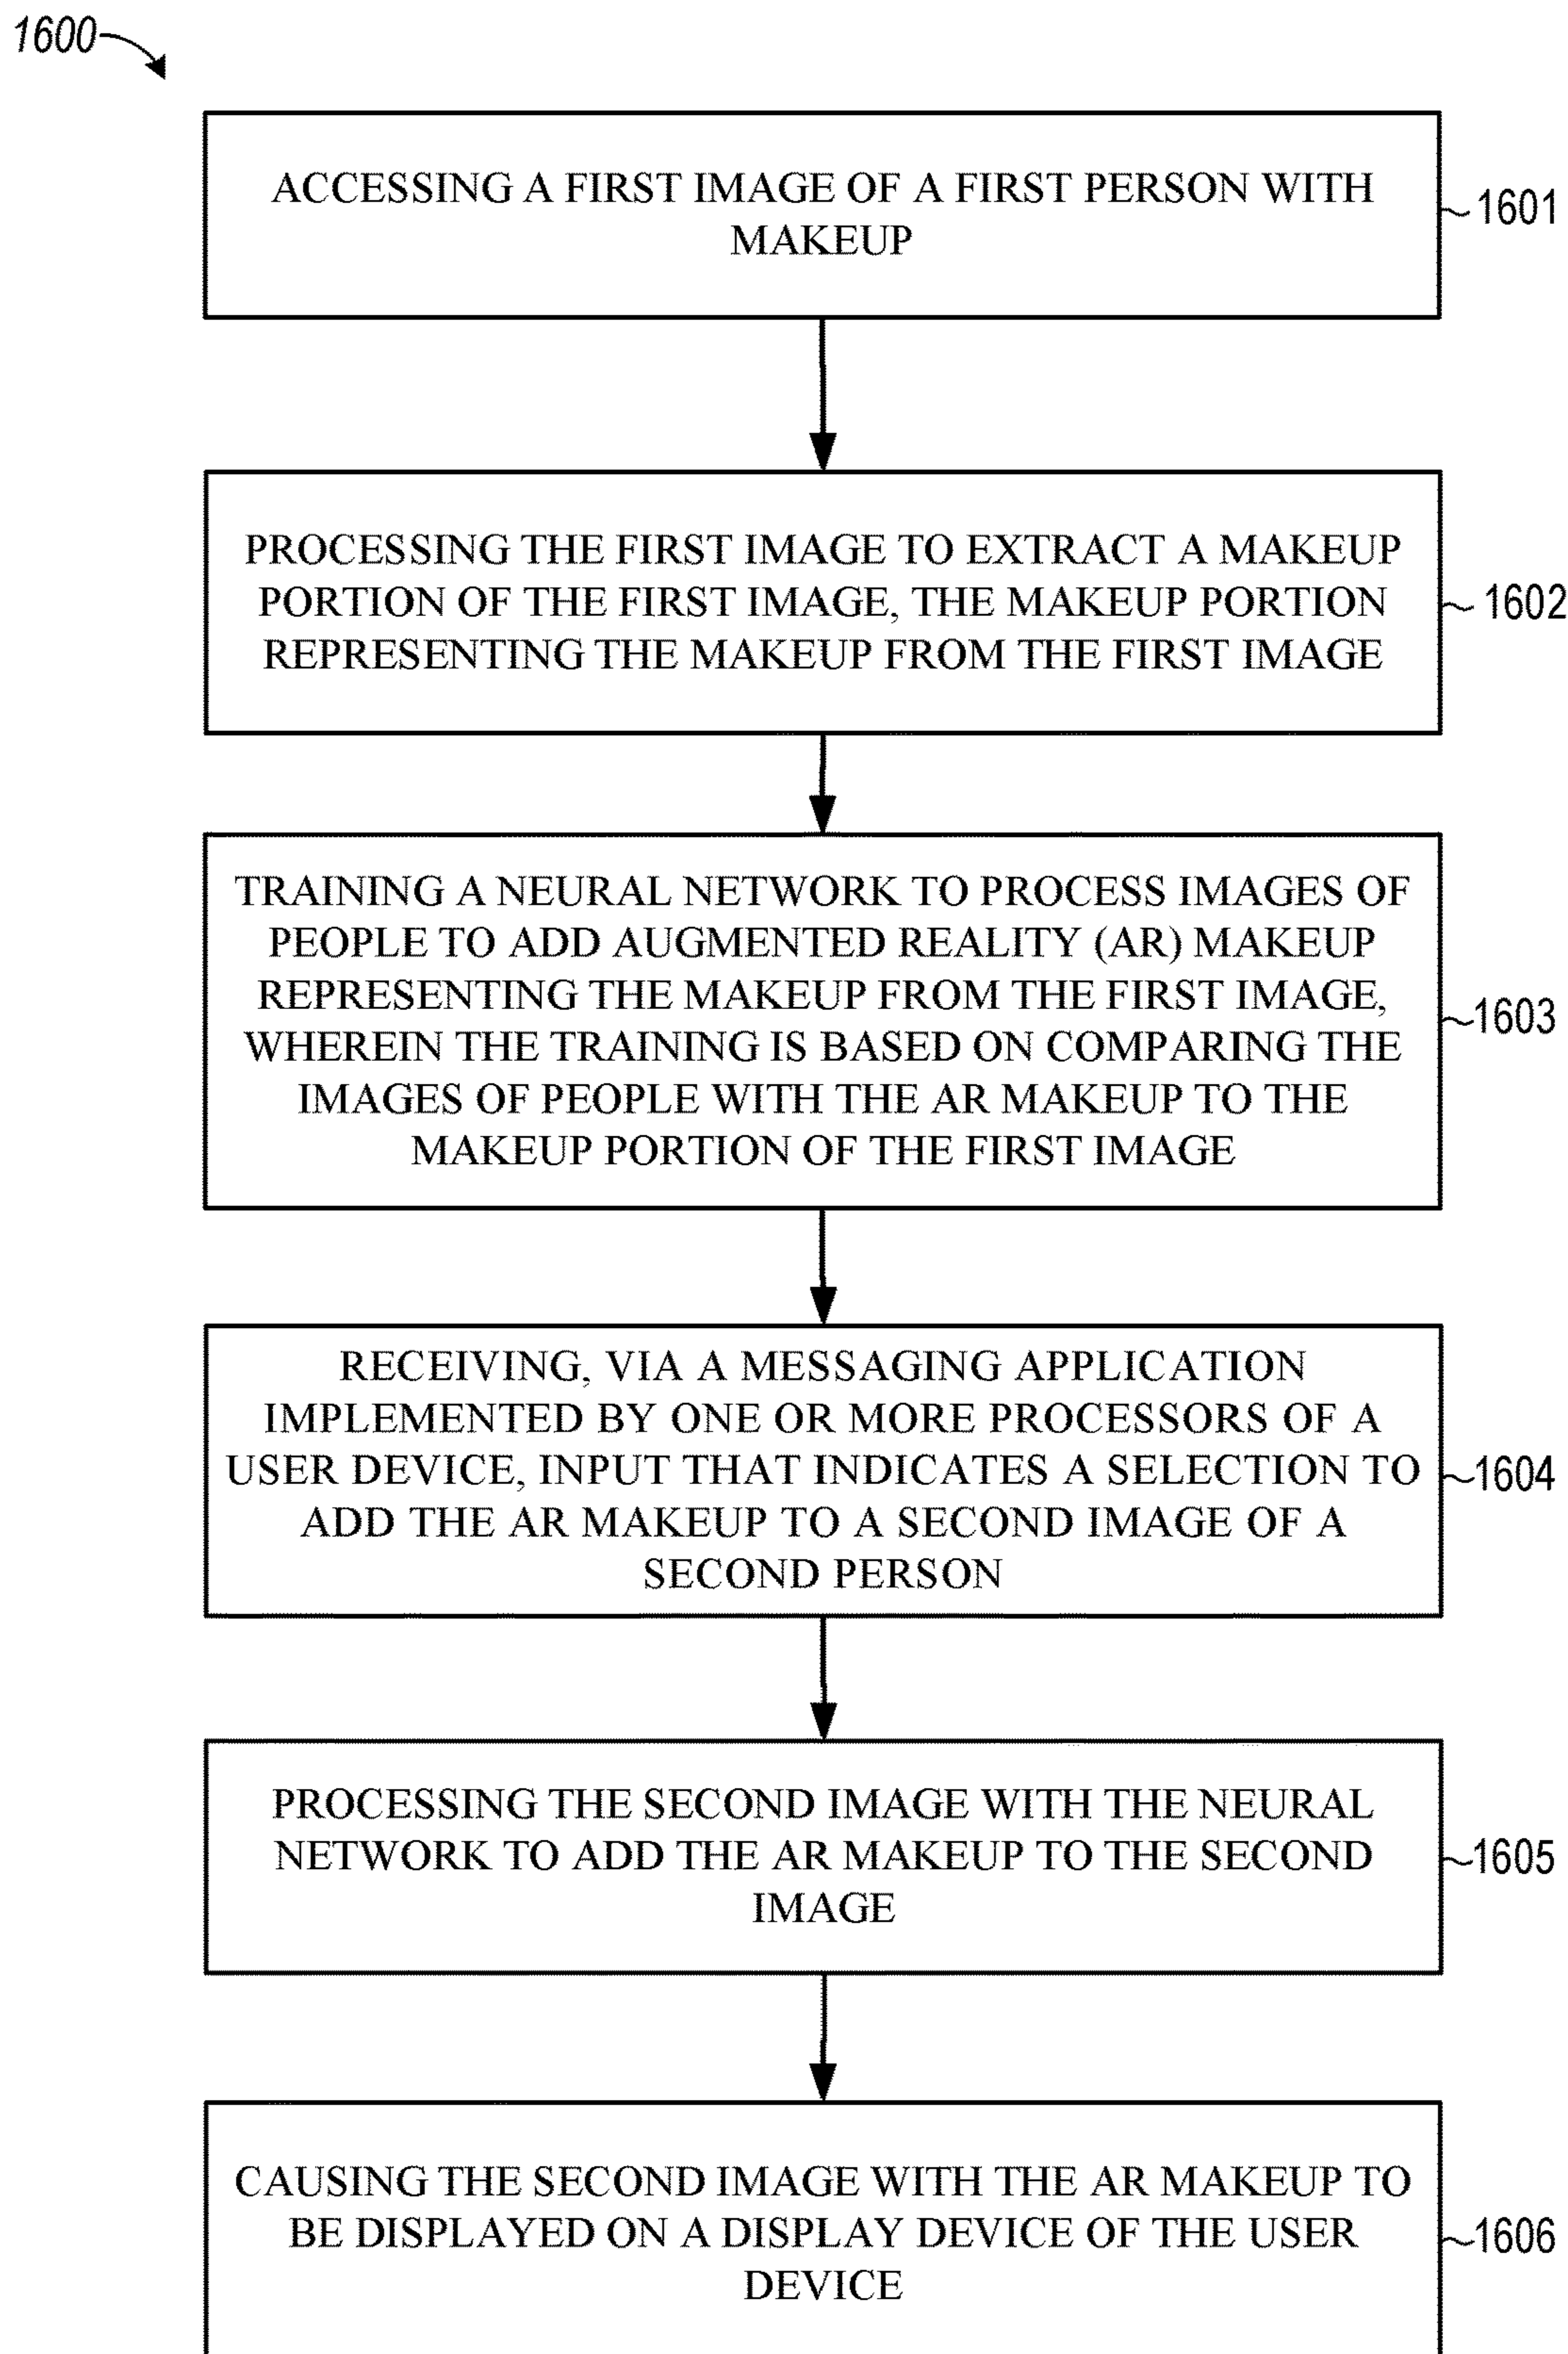 1600
ACCESSING A FIRST IMAGE OF A FIRST PERSON WITH
MAKEUP
1601
PROCESSING THE FIRST IMAGE TO EXTRACT A MAKEUP
PORTION OF THE FIRST IMAGE, THE MAKEUP PORTION
REPRESENTING THE MAKEUP FROM THE FIRST IMAGE
1602
TRAINING A NEURAL NETWORK TO PROCESS IMAGES OF
PEOPLE TO ADD AUGMENTED REALITY (AR) MAKEUP
REPRESENTING THE MAKEUP FROM THE FIRST IMAGE,
WHEREIN THE TRAINING IS BASED ON COMPARING THE
IMAGES OF PEOPLE WITH THE AR MAKEUP TO THE
MAKEUP PORTION OF THE FIRST IMAGE
1603
RECEIVING, VIA A MESSAGING APPLICATION
IMPLEMENTED BY ONE OR MORE PROCESSORS OF A
USER DEVICE, INPUT THAT INDICATES A SELECTION TO
ADD THE AR MAKEUP TO A SECOND IMAGE OF A
SECOND PERSON
1604
PROCESSING THE SECOND IMAGE WITH THE NEURAL
NETWORK TO ADD THE AR MAKEUP TO THE SECOND
IMAGE
1605
CAUSING THE SECOND IMAGE WITH THE AR MAKEUP TO
BE DISPLAYED ON A DISPLAY DEVICE OF THE USER
DEVICE
1606